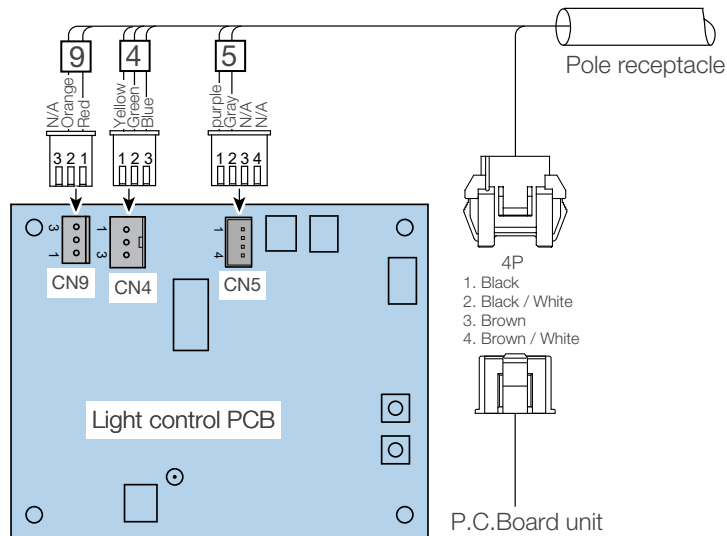 9
4
5
Pole receptacle
N/A
Orange
Red
Yellow
Green
Blue
purple
Gray
N/A
N/A
3 2 1
1 2 3
1 2 3 4
3
1
1
3
1
4
CN9
CN4
CN5
4P
1. Black
2. Black / White
3. Brown
4. Brown / White
Light control PCB
P.C.Board unit